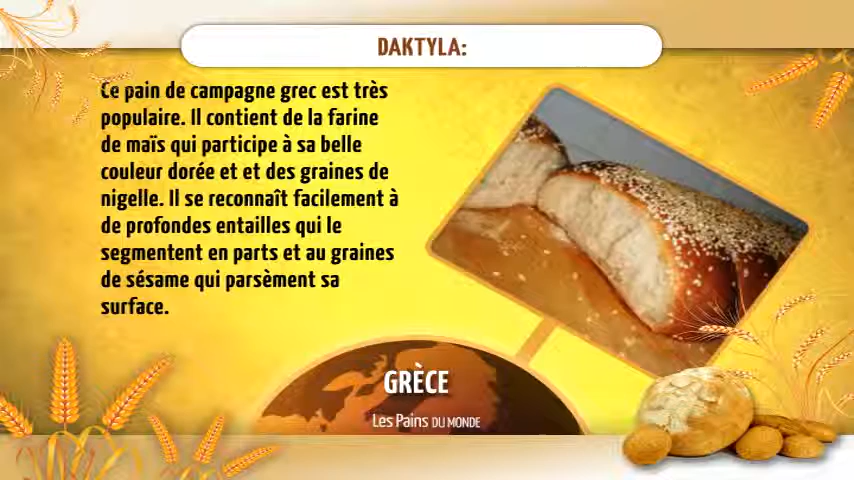 DAKTYLA:
Ce pain de campagne grec est très
populaire. Il contient de la farine
de maïs qui participe à sa belle
couleur dorée et et des graines de
nigelle. Il se reconnaît facilement à
de profondes entailles qui le
segmentent en parts et au graines
de sésame qui parsèment sa
surface.
GRÈCE
Les Pains DU MONDE